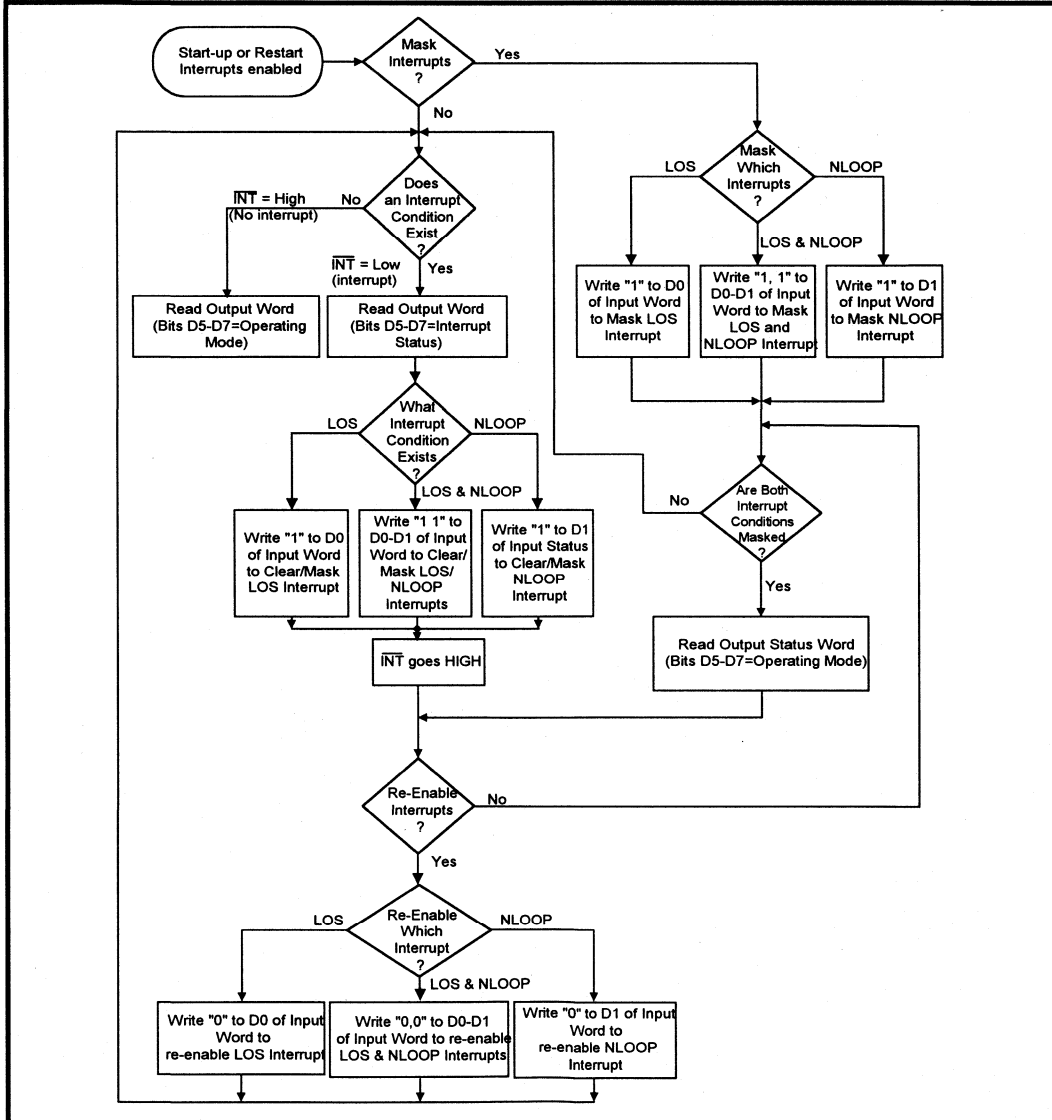 Start-up or Restart
Interrupts enabled
Mask
Interrupts
?
Yes
No
Mask
Which
Interrupts
?
LOS
NLOOP
LOS & NLOOP
Write "1" to D0
of Input Word
to Mask LOS
Interrupt
Write "1, 1" to
D0-D1 of Input
Word to Mask
LOS and
NLOOP Interrupt
Write "1" to D1
of Input Word
to Mask NLOOP
Interrupt
Does
an Interrupt
Condition
Exist
?
INT = High
(No interrupt)
No
INT = Low
(interrupt)
Yes
Read Output Word
(Bits D5-D7=Operating
Mode)
Read Output Word
(Bits D5-D7=Interrupt
Status)
What
Interrupt
Condition
Exists
?
LOS
NLOOP
LOS & NLOOP
Write "1" to D0
of Input Word
to Clear/Mask
LOS Interrupt
Write "1 1" to
D0-D1 of Input
Word to Clear/
Mask LOS/
NLOOP
Interrupts
Write "1" to D1
of Input Status
to Clear/Mask
NLOOP
Interrupt
INT goes HIGH
Are Both
Interrupt
Conditions
Masked
?
No
Yes
Read Output Status Word
(Bits D5-D7=Operating Mode)
Re-Enable
Interrupts
?
No
Yes
Re-Enable
Which
Interrupt
?
LOS
NLOOP
LOS & NLOOP
Write "0" to D0 of Input
Word to
re-enable LOS Interrupt
Write "0,0" to D0-D1
of Input Word to re-enable
LOS & NLOOP Interrupts
Write "0" to D1 of Input
Word to
re-enable NLOOP
Interrupt